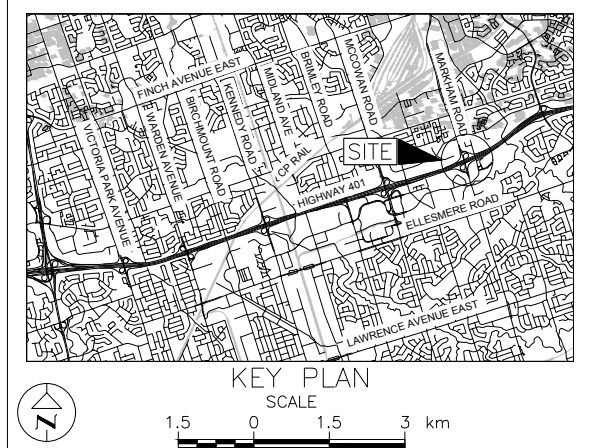 FINCH AVENUE EAST
VICTORIA PARK AVENUE
WARDEN AVENUE
BIRCHMOUNT ROAD
KENNEDY ROAD
MIDLAND AVE
BRIMLEY ROAD
MCCOWAN ROAD
MARKHAM ROAD
CP RAIL
SITE
HIGHWAY 401
ELLESMERE ROAD
LAWRENCE AVENUE EAST
KEY PLAN
SCALE
N
1.5 0 1.5 3 km